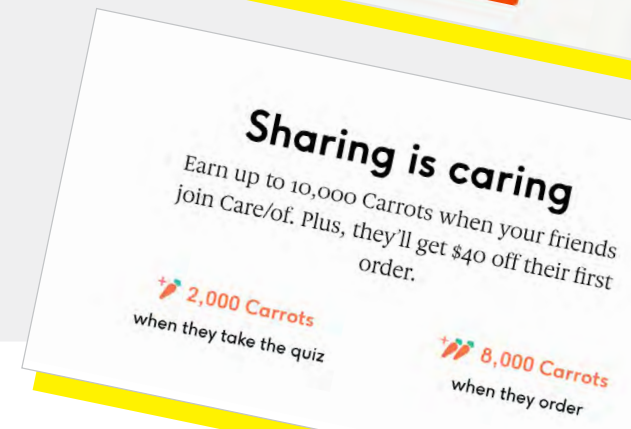 Sharing is caring
Earn up to 10,000 Carrots when your friends
join Care/of. Plus, they'll get $40 off their first
order.
2,000 Carrots
when they take the quiz
8,000 Carrots
when they order